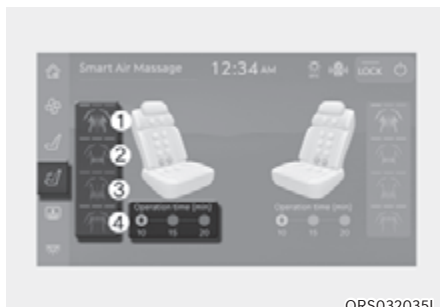 Smart Air Massage 12:34 AM LOCK
①
②
③
④
Operation time (min) Operation time (min)
10 15 20 10 15 20
ORS032035L